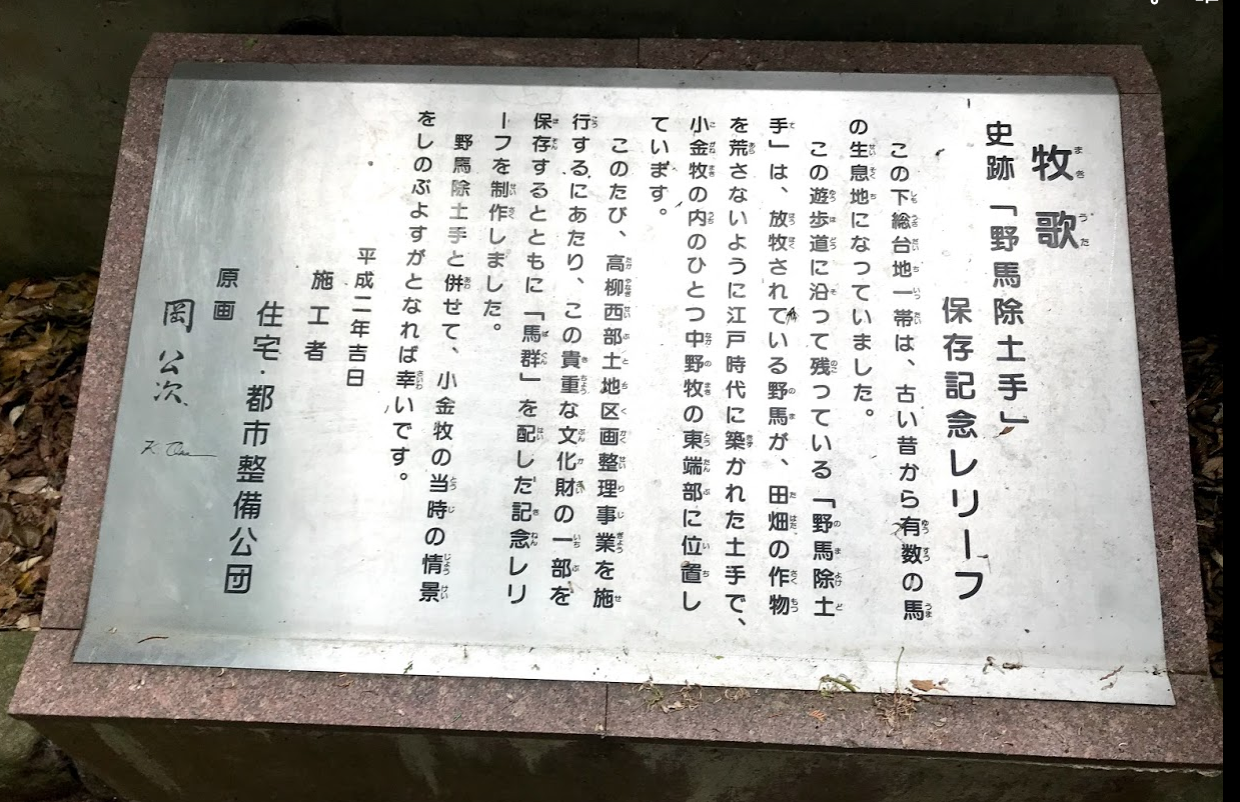 牧歌
史跡「野馬除土手」
保存記念レリーフ
この下総台地一帯は、古い昔から有数の馬
の生息地になっていました。
この遊歩道に沿って残っている「野馬除土
手」は、放牧されている野馬が、田畑の作物
を荒さないように江戸時代に築かれた土手で、
小金牧の内のひとつ中野牧の東端部に位置し
ています。
このたび、高柳西部土地区画整理事業を施
行するにあたり、この貴重な文化財の一部を
保存するとともに「馬群」を配した記念レリ
ーフを制作しました。
野馬除土手と併せて、小金牧の当時の情景
をしのぶよすがとなれば幸いです。
平成二年吉日
施工者
住宅・都市整備公団
原画
岡公次